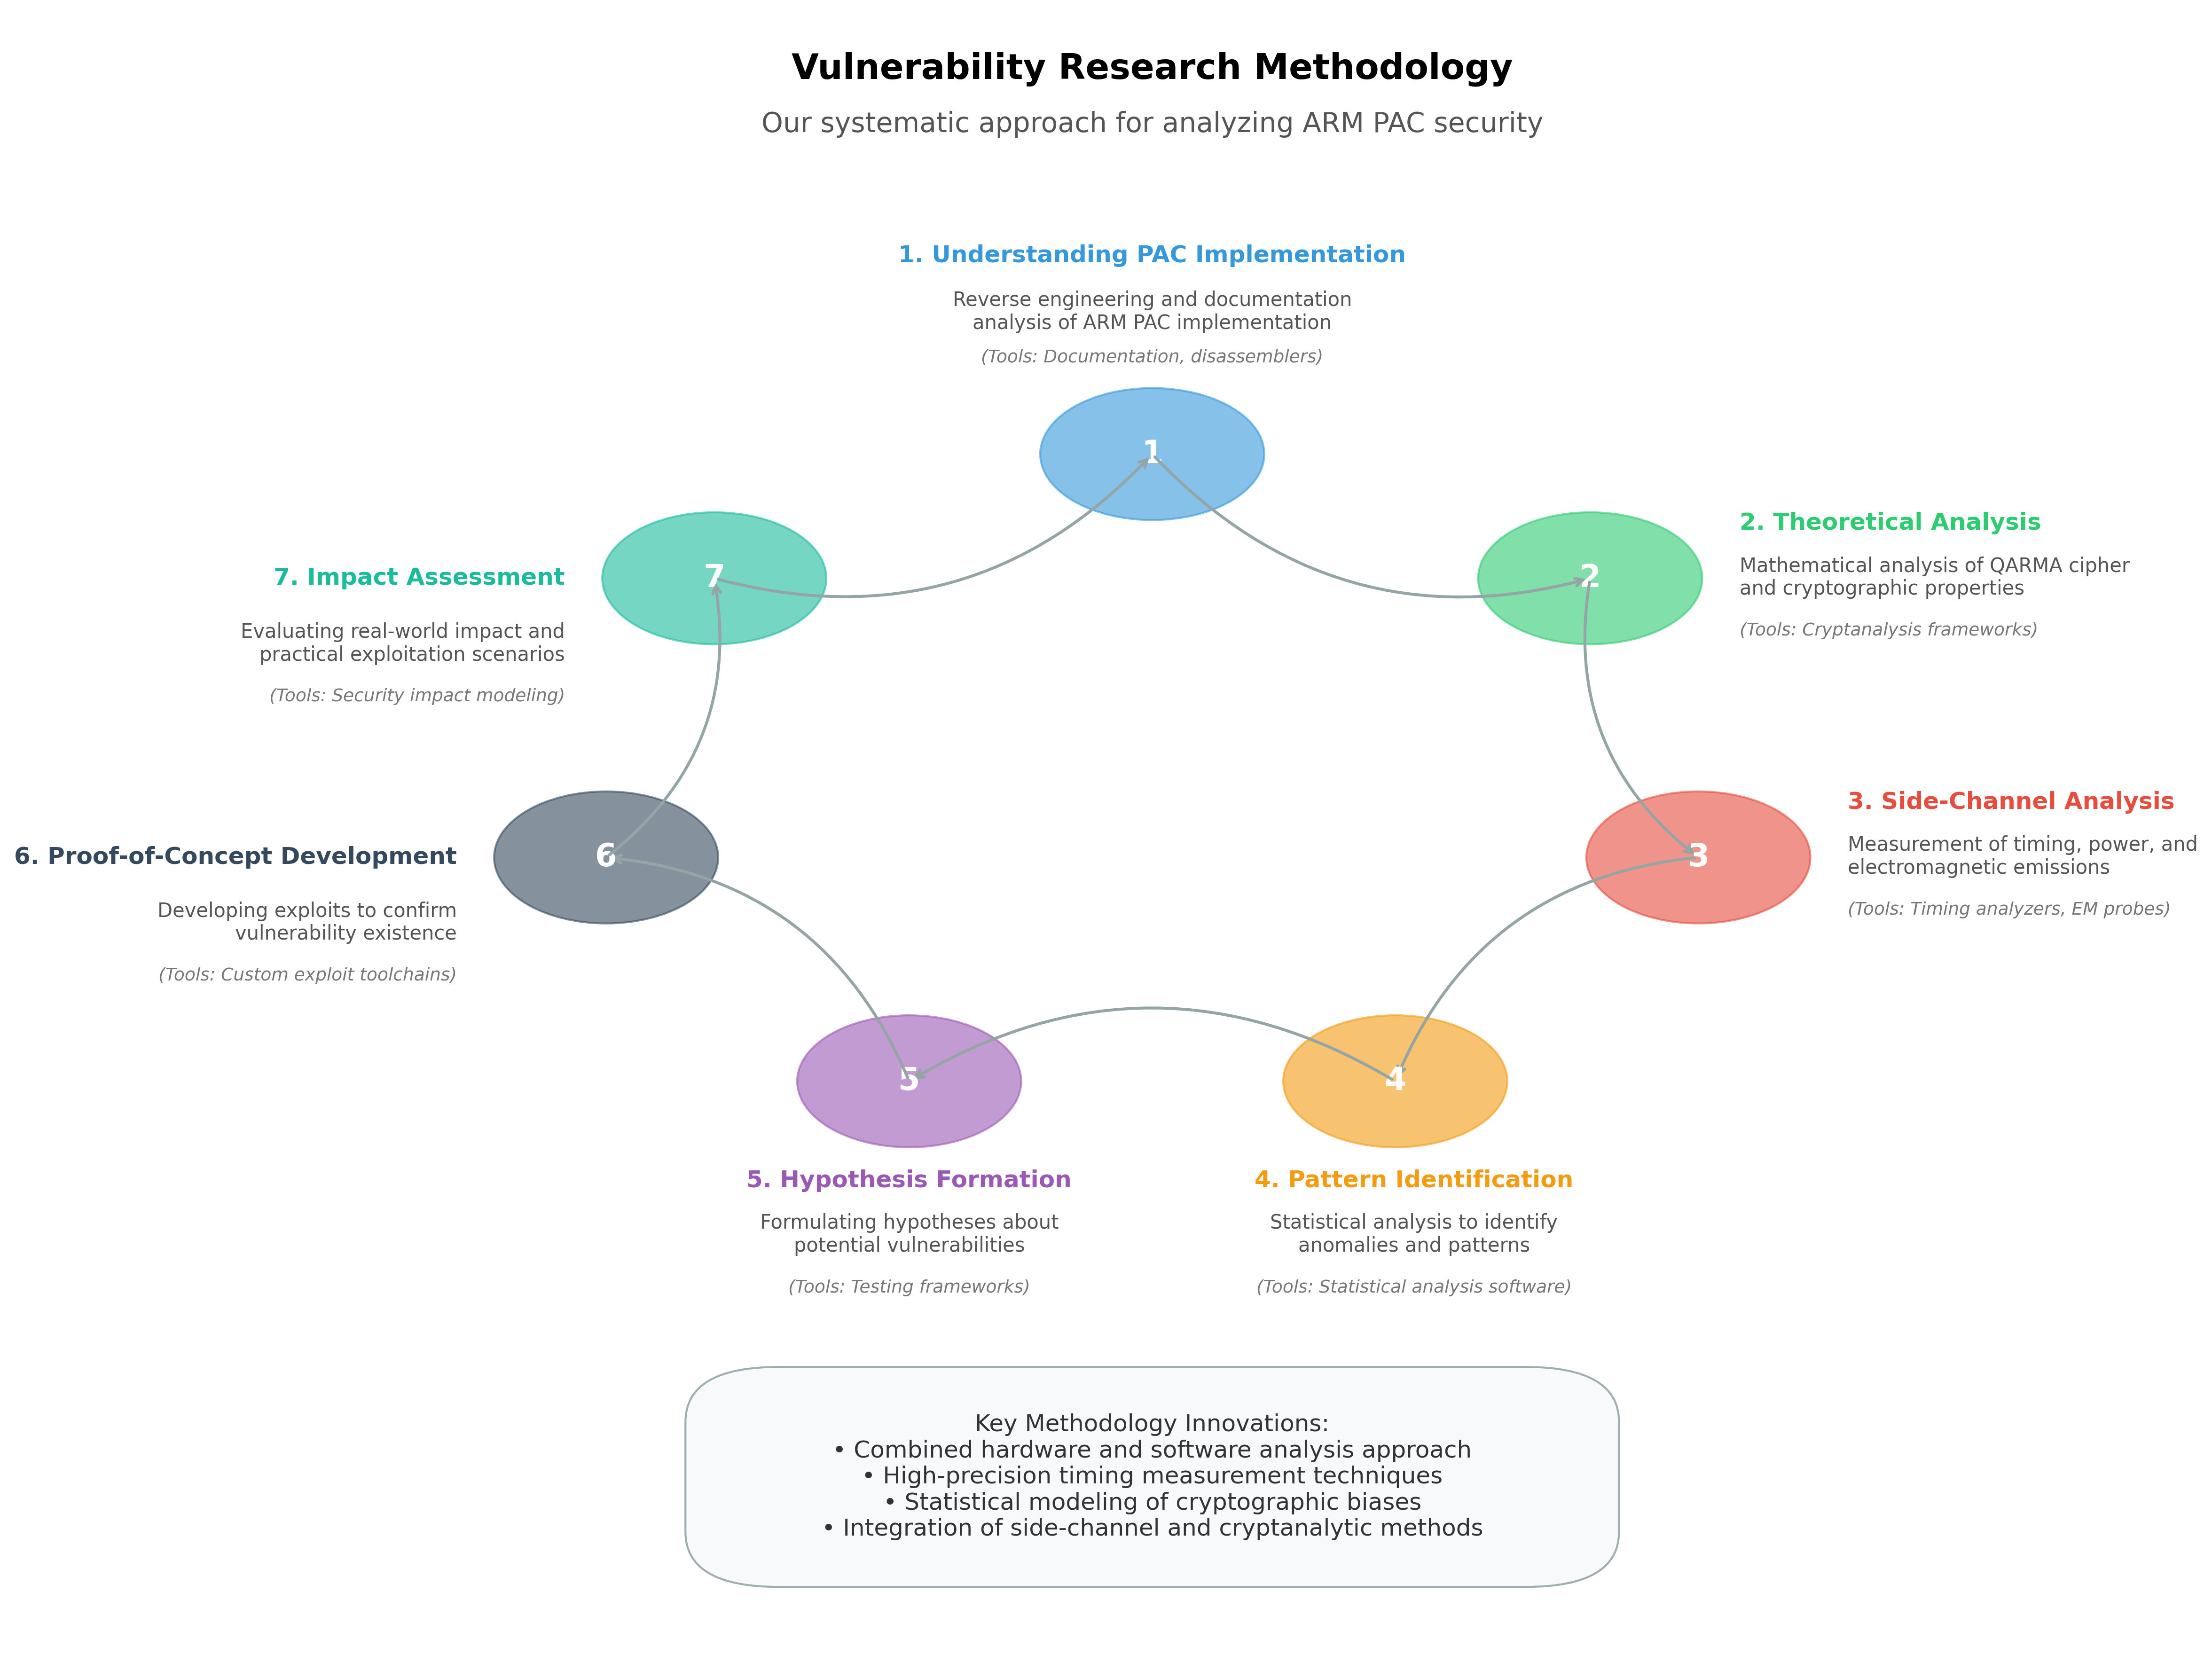 Vulnerability Research Methodology
Our systematic approach for analyzing ARM PAC security
1. Understanding PAC Implementation
Reverse engineering and documentation
analysis of ARM PAC implementation
(Tools: Documentation, disassemblers)
1
2
2. Theoretical Analysis
Mathematical analysis of QARMA cipher
and cryptographic properties
(Tools: Cryptanalysis frameworks)
3
3. Side-Channel Analysis
Measurement of timing, power, and
electromagnetic emissions
(Tools: Timing analyzers, EM probes)
4
4. Pattern Identification
Statistical analysis to identify
anomalies and patterns
(Tools: Statistical analysis software)
5
5. Hypothesis Formation
Formulating hypotheses about
potential vulnerabilities
(Tools: Testing frameworks)
6
6. Proof-of-Concept Development
Developing exploits to confirm
vulnerability existence
(Tools: Custom exploit toolchains)
7
7. Impact Assessment
Evaluating real-world impact and
practical exploitation scenarios
(Tools: Security impact modeling)
Key Methodology Innovations:
• Combined hardware and software analysis approach
• High-precision timing measurement techniques
• Statistical modeling of cryptographic biases
• Integration of side-channel and cryptanalytic methods